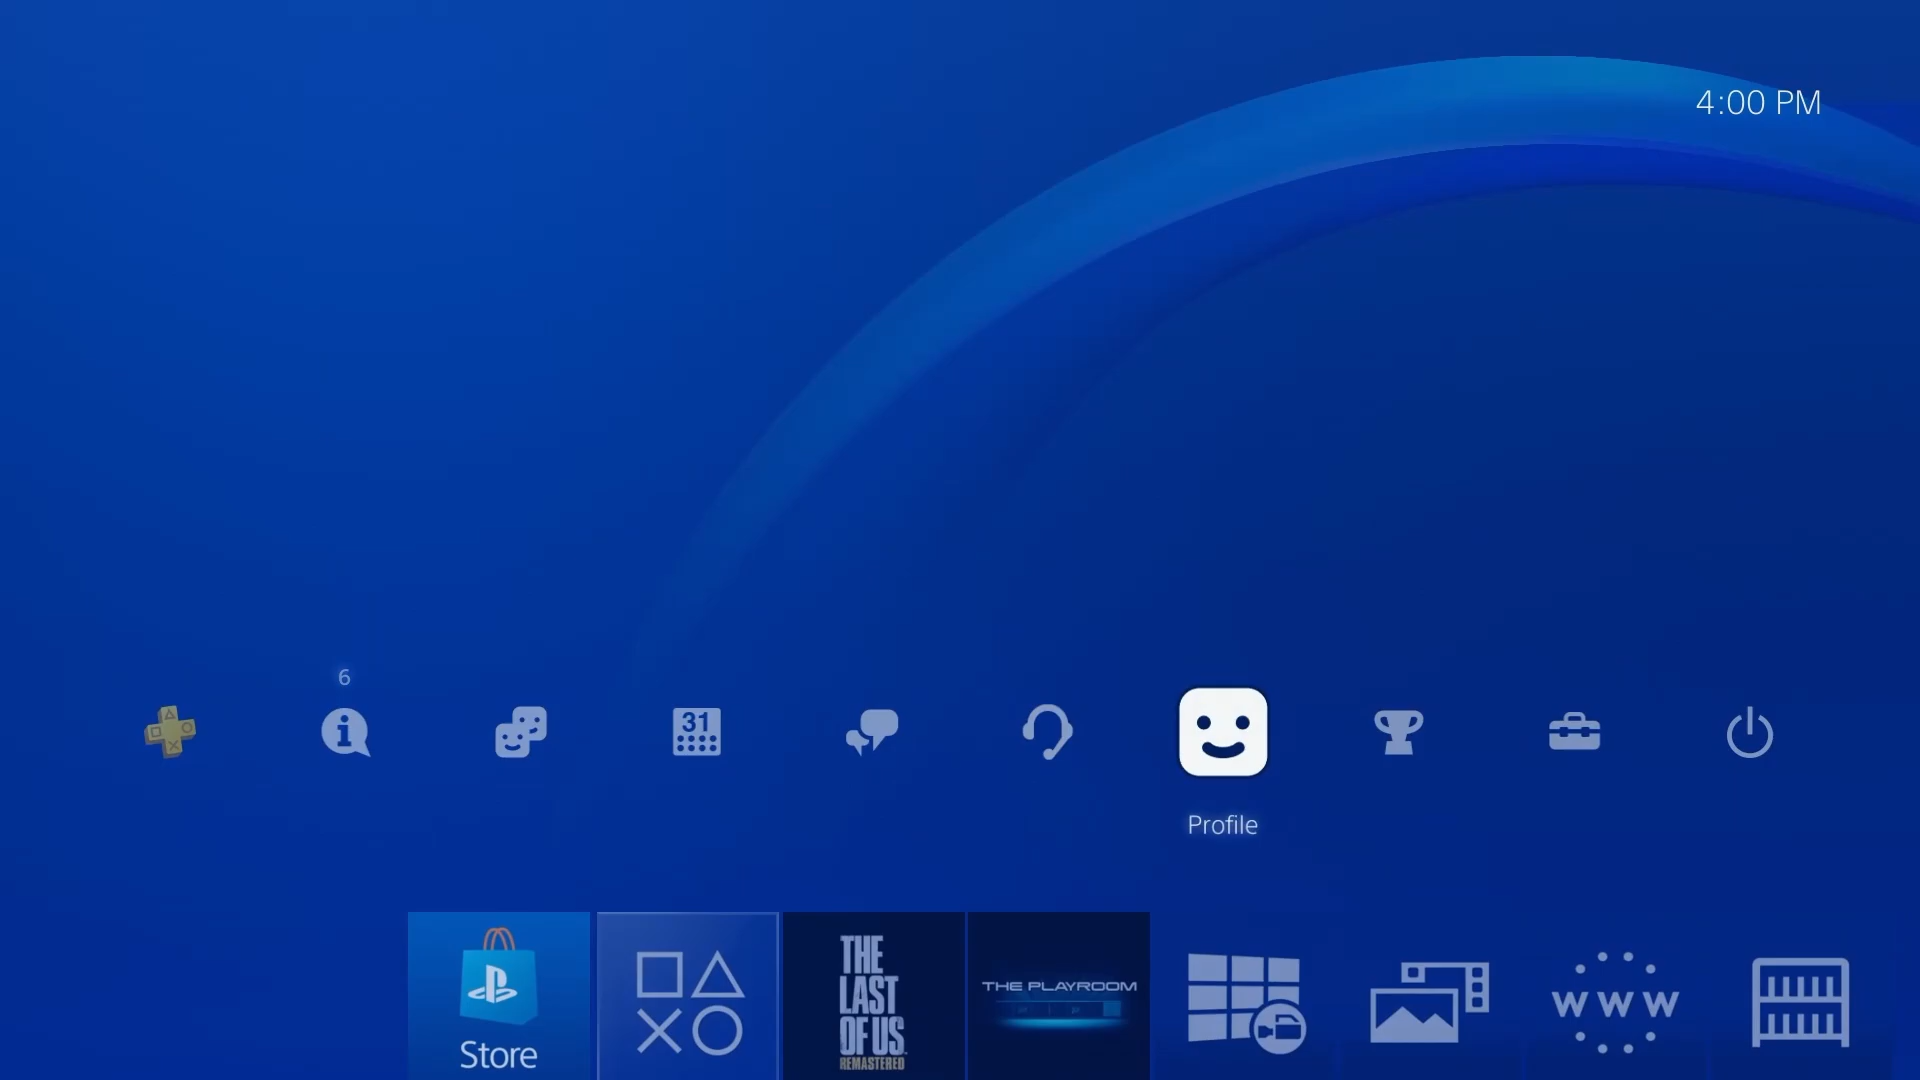 4:00 PM
6
31
Profile
Store
THE
LAST
OF US
REMASTERED
THE PLAYROOM
WWW